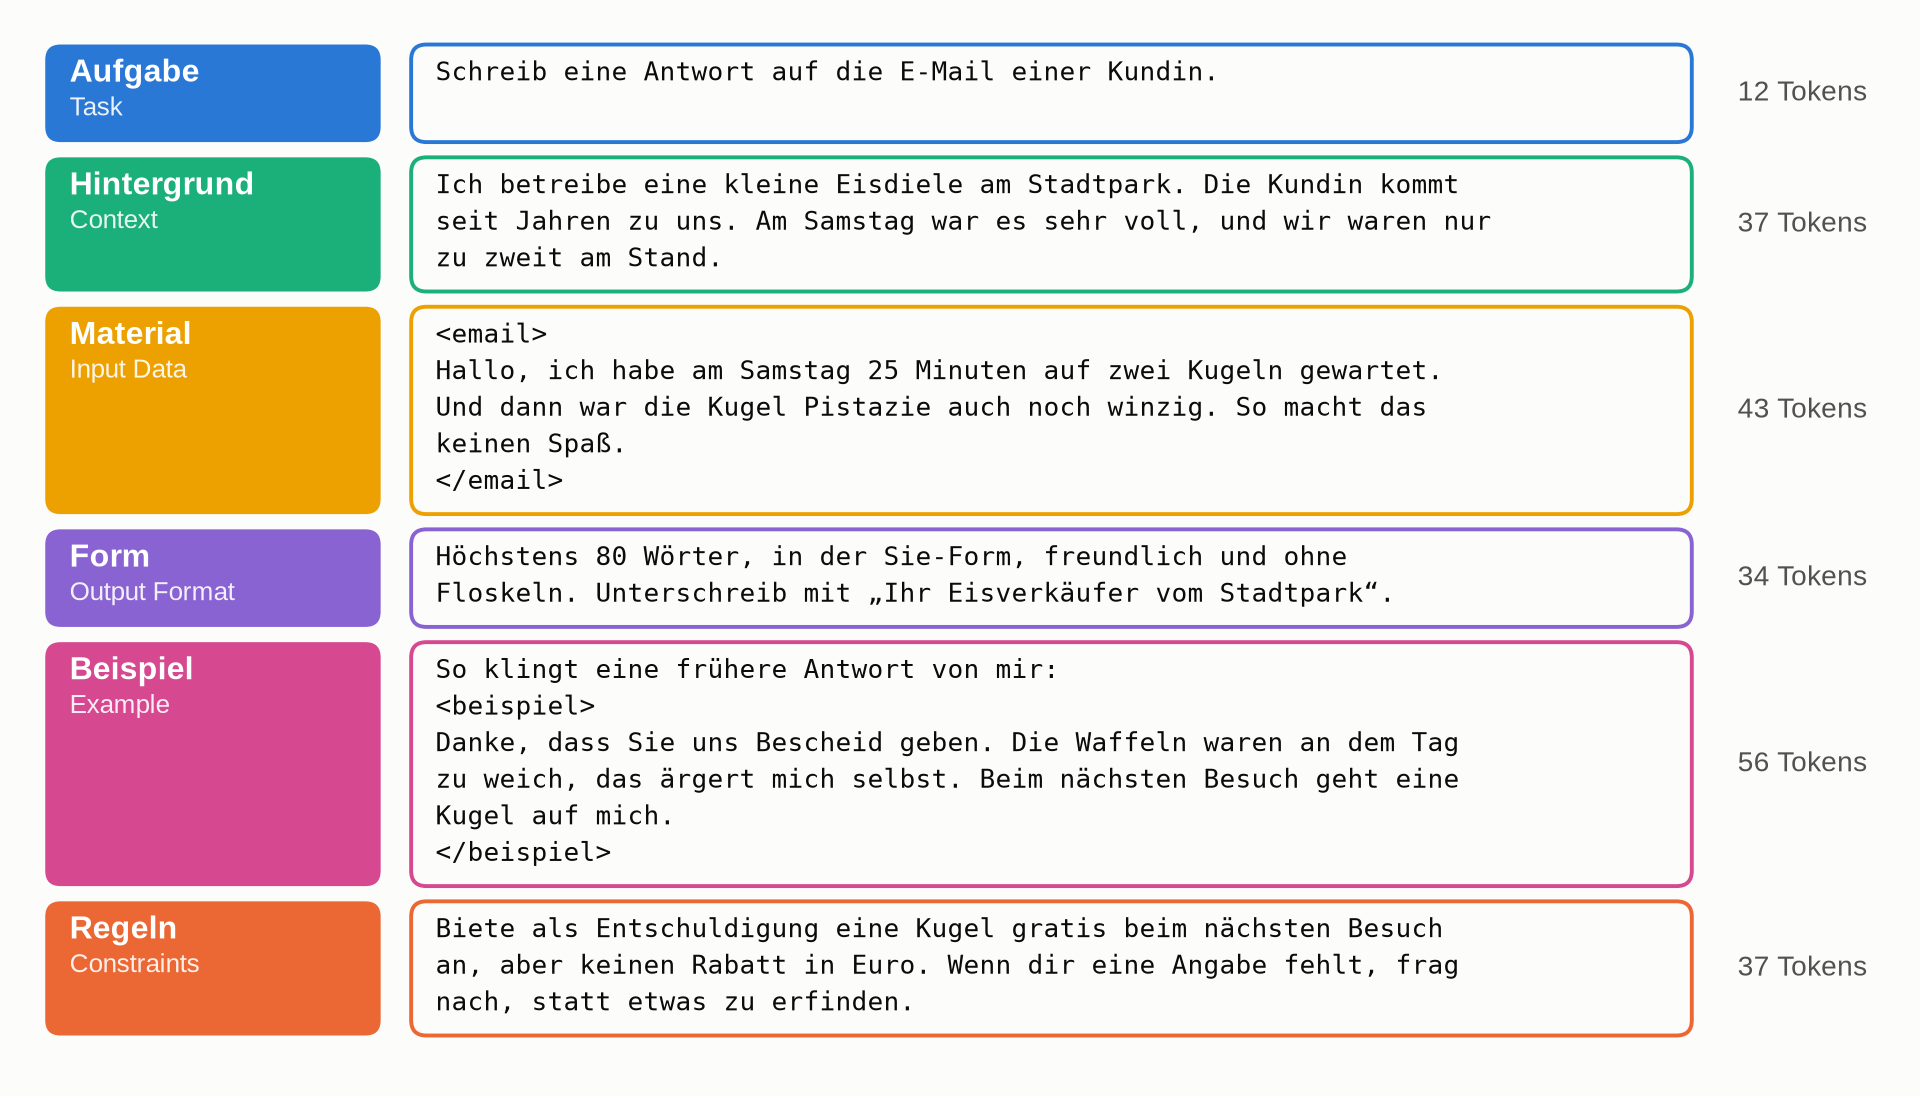 Aufgabe
Task
Schreib eine Antwort auf die E-Mail einer Kundin.
12 Tokens
Hintergrund
Context
Ich betreibe eine kleine Eisdiele am Stadtpark. Die Kundin kommt
seit Jahren zu uns. Am Samstag war es sehr voll, und wir waren nur
zu zweit am Stand.
37 Tokens
Material
Input Data
<email>
Hallo, ich habe am Samstag 25 Minuten auf zwei Kugeln gewartet.
Und dann war die Kugel Pistazie auch noch winzig. So macht das
keinen Spaß.
</email>
43 Tokens
Form
Output Format
Höchstens 80 Wörter, in der Sie-Form, freundlich und ohne
Floskeln. Unterschreib mit „Ihr Eisverkäufer vom Stadtpark“.
34 Tokens
Beispiel
Example
So klingt eine frühere Antwort von mir:
<beispiel>
Danke, dass Sie uns Bescheid geben. Die Waffeln waren an dem Tag
zu weich, das ärgert mich selbst. Beim nächsten Besuch geht eine
Kugel auf mich.
</beispiel>
56 Tokens
Regeln
Constraints
Biete als Entschuldigung eine Kugel gratis beim nächsten Besuch
an, aber keinen Rabatt in Euro. Wenn dir eine Angabe fehlt, frag
nach, statt etwas zu erfinden.
37 Tokens